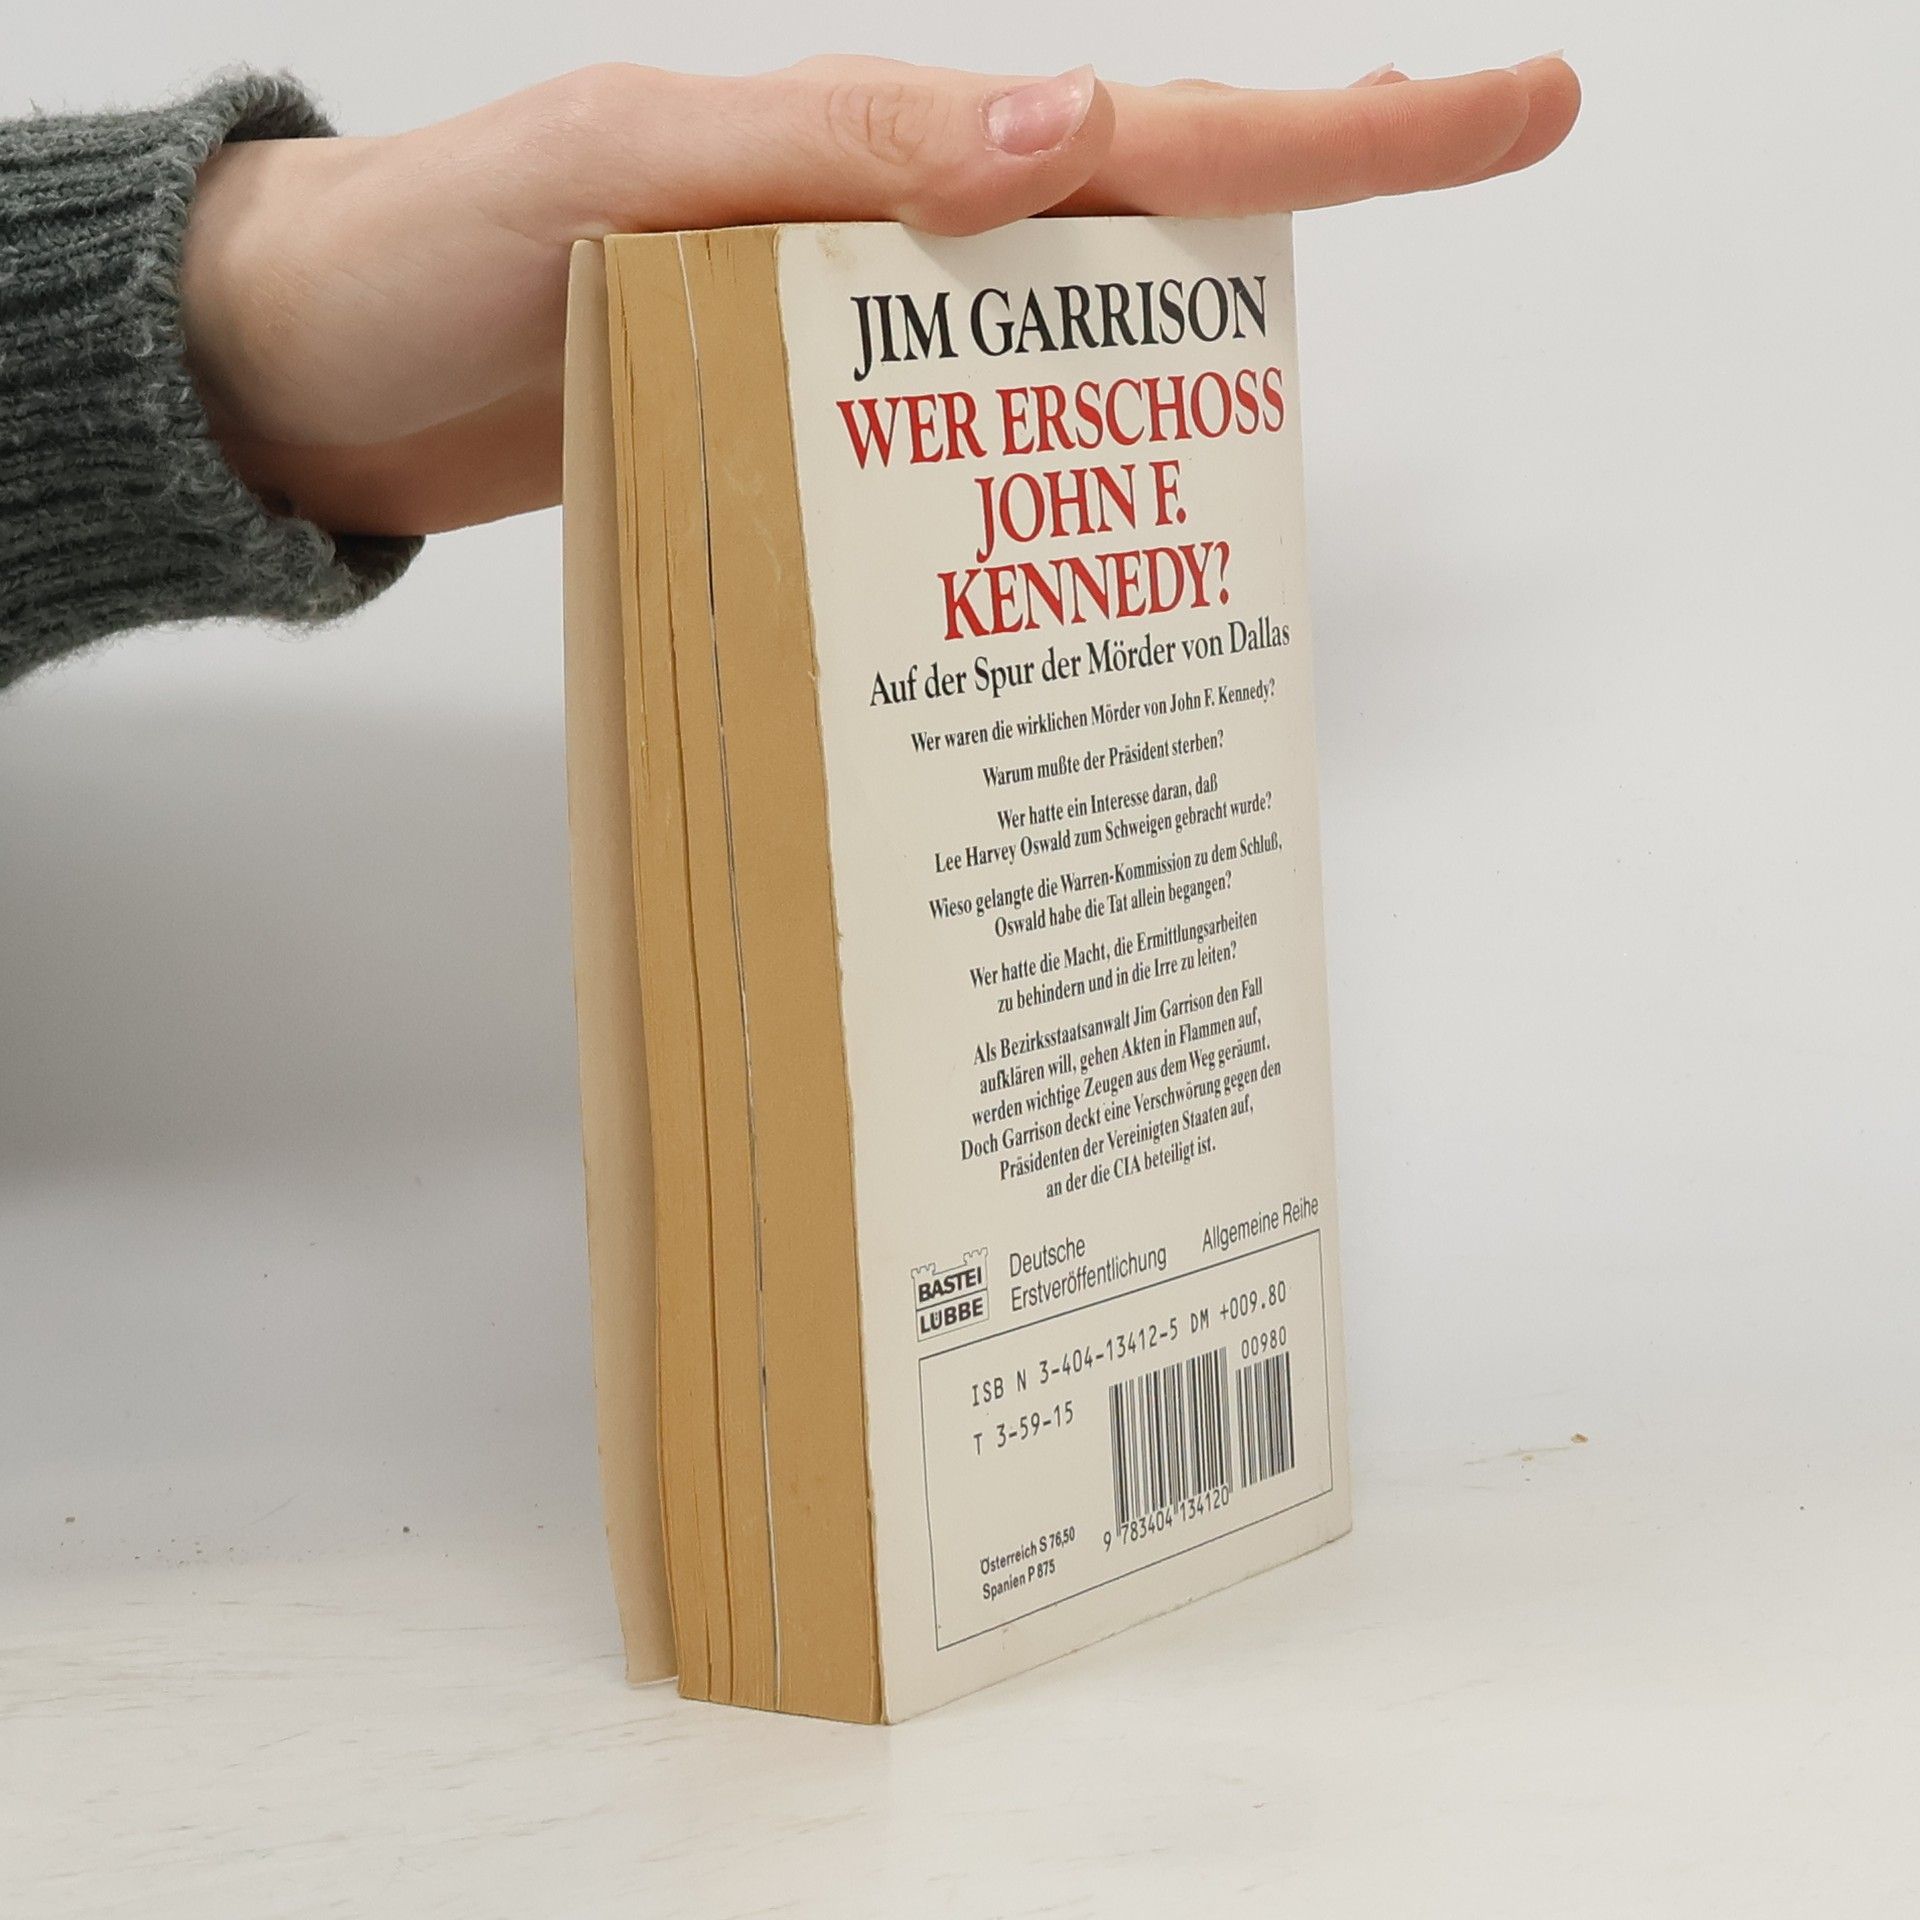 JIM GARRISON
WER ERSCHOSS
JOHN F.
KENNEDY?
Auf der Spur der Mörder von Dallas
Wer waren die wirklichen Mörder von John F. Kennedy?
Warum mußte der Präsident sterben?
Wer hatte ein Interesse daran, daß
Lee Harvey Oswald zum Schweigen gebracht wurde?
Wieso gelangte die Warren-Kommission zu dem Schluß,
Oswald habe die Tat allein begangen?
Wer hatte die Macht, die Ermittlungsarbeiten
zu behindern und in die Irre zu leiten?
Als Bezirksstaatsanwalt Jim Garrison den Fall
aufklären will, gehen Akten in Flammen auf,
werden wichtige Zeugen aus dem Weg geräumt.
Doch Garrison deckt eine Verschwörung gegen den
Präsidenten der Vereinigten Staaten auf,
an der die CIA beteiligt ist.
BASTEI
LÜBBE
Deutsche
Erstveröffentlichung
Allgemeine Reihe
ISB N 3-404-13412-5 DM +009.80
T 3-59-15
00980
9 783404 134120
Österreich S 76,50
Spanien P 875